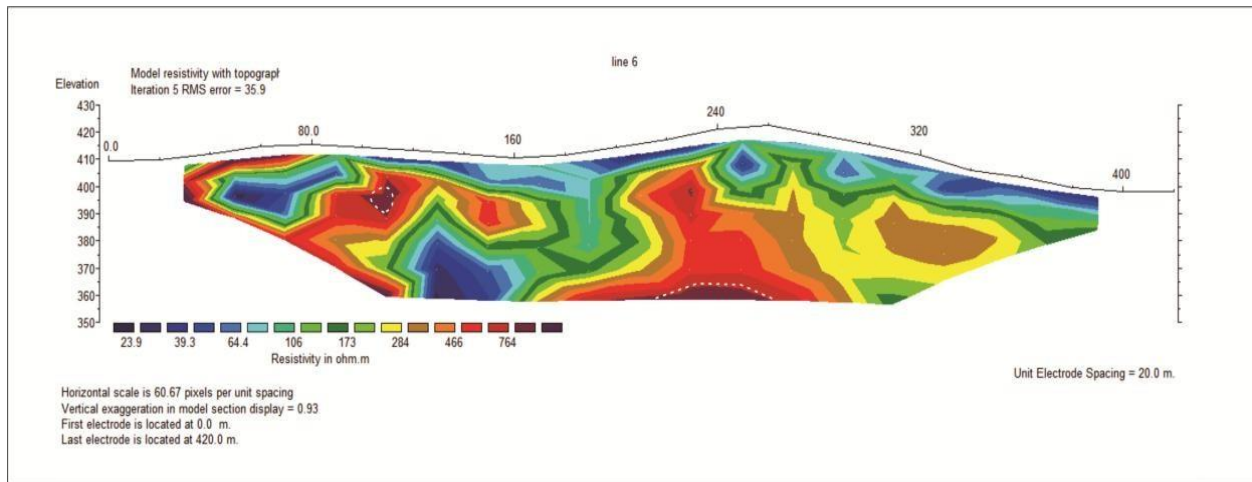 line 6
Model resistivity with topograph
Iteration 5 RMS error = 35.9
Elevation
430
420
410
400
390
380
370
360
350
0.0
80.0
160
240
320
400
23.9 39.3 64.4 106 173 284 466 764
Resistivity in ohm.m
Unit Electrode Spacing = 20.0 m.
Horizontal scale is 60.67 pixels per unit spacing
Vertical exaggeration in model section display = 0.93
First electrode is located at 0.0 m.
Last electrode is located at 420.0 m.